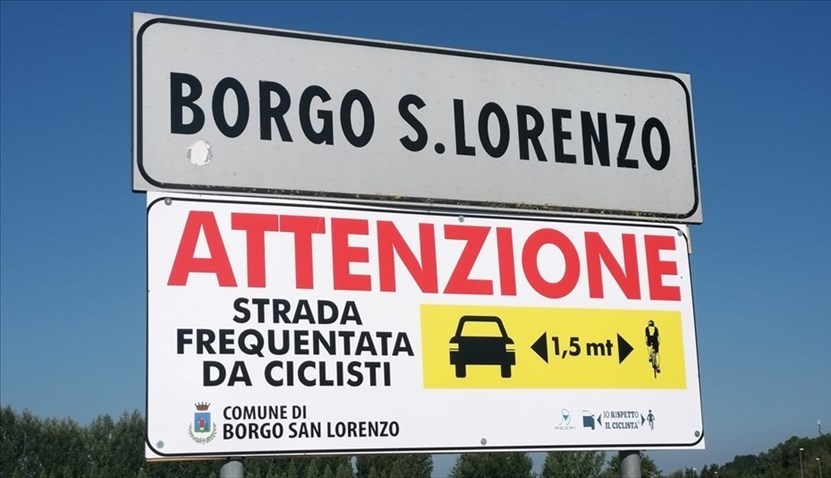 BORGO S.LORENZO
ATTENZIONE
STRADA
FREQUENTATA
DA CICLISTI
1,5 mt
COMUNE DI
BORGO SAN LORENZO
IO RISPETTO
IL CICLISTA